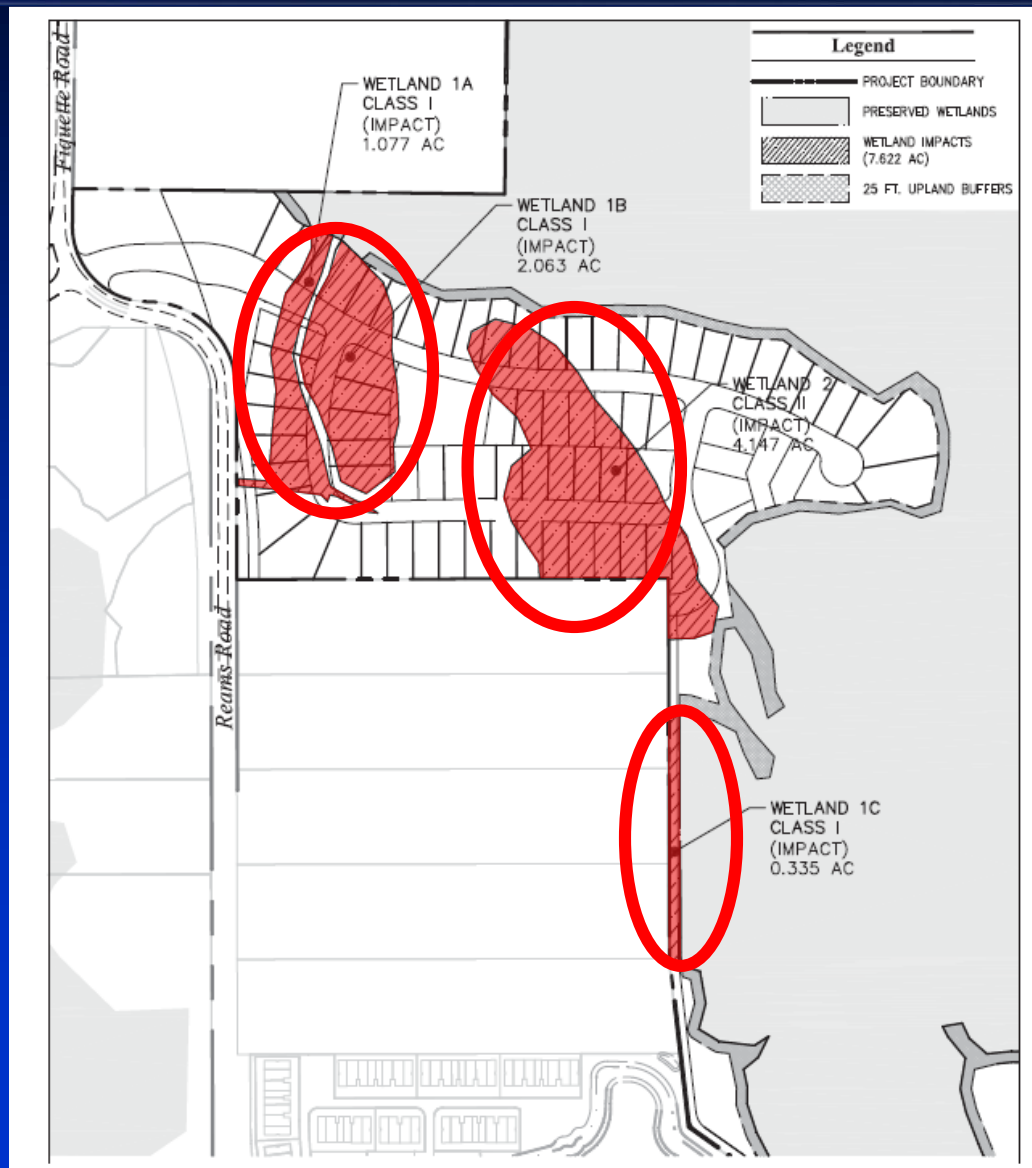 Legend
PROJECT BOUNDARY
PRESERVED WETLANDS
WETLAND IMPACTS
(7.622 AC)
25 FT. UPLAND BUFFERS
Fiquette Road
WETLAND 1A
CLASS I
(IMPACT)
1.077 AC
WETLAND 1B
CLASS I
(IMPACT)
2.063 AC
WETLAND 2
CLASS II
(IMPACT)
4.147 AC
Reams Road
WETLAND 1C
CLASS I
(IMPACT)
0.335 AC